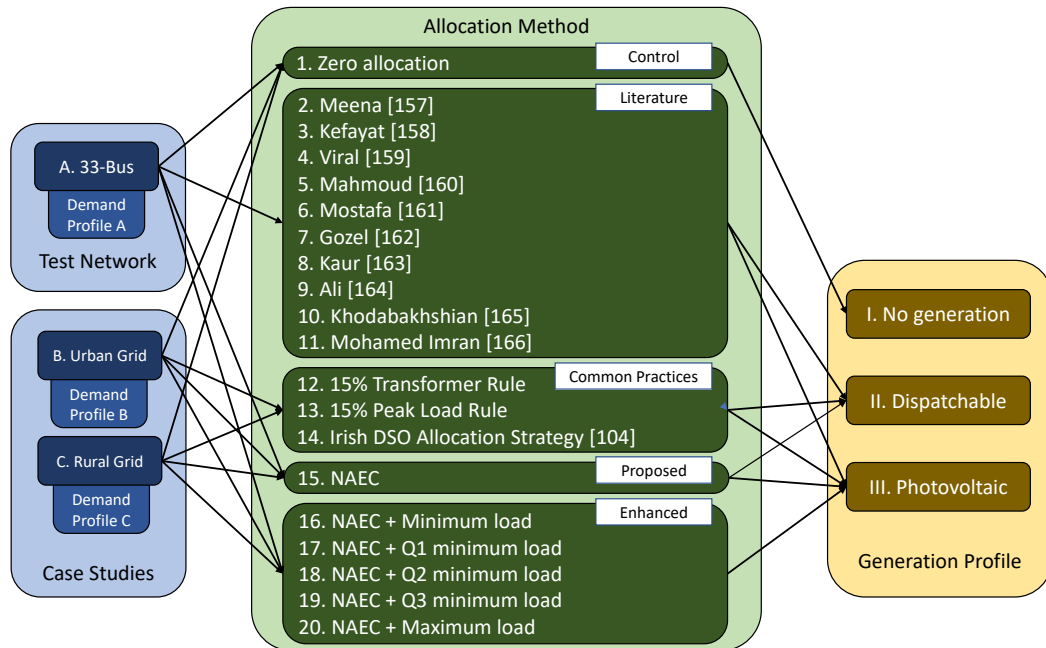 Allocation Method
1. Zero allocation
Control
Literature
2. Meena [157]
3. Kefayat [158]
4. Viral [159]
5. Mahmoud [160]
6. Mostafa [161]
7. Gozel [162]
8. Kaur [163]
9. Ali [164]
10. Khodabakhshian [165]
11. Mohamed Imran [166]
Common Practices
12. 15% Transformer Rule
13. 15% Peak Load Rule
14. Irish DSO Allocation Strategy [104]
Proposed
15. NAEC
Enhanced
16. NAEC + Minimum load
17. NAEC + Q1 minimum load
18. NAEC + Q2 minimum load
19. NAEC + Q3 minimum load
20. NAEC + Maximum load
A. 33-Bus
Demand
Profile A
Test Network
B. Urban Grid
Demand
Profile B
C. Rural Grid
Demand
Profile C
Case Studies
I. No generation
II. Dispatchable
III. Photovoltaic
Generation Profile